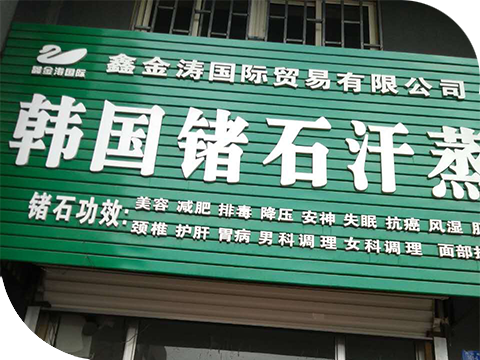 鑫金涛国际
鑫金涛国际贸易有限公司
韩国锗石汗蒸
锗石功效:
美容 减肥 排毒 降压 安神 失眠 抗癌 风湿
颈椎 护肝 胃病 男科调理 女科调理 面部